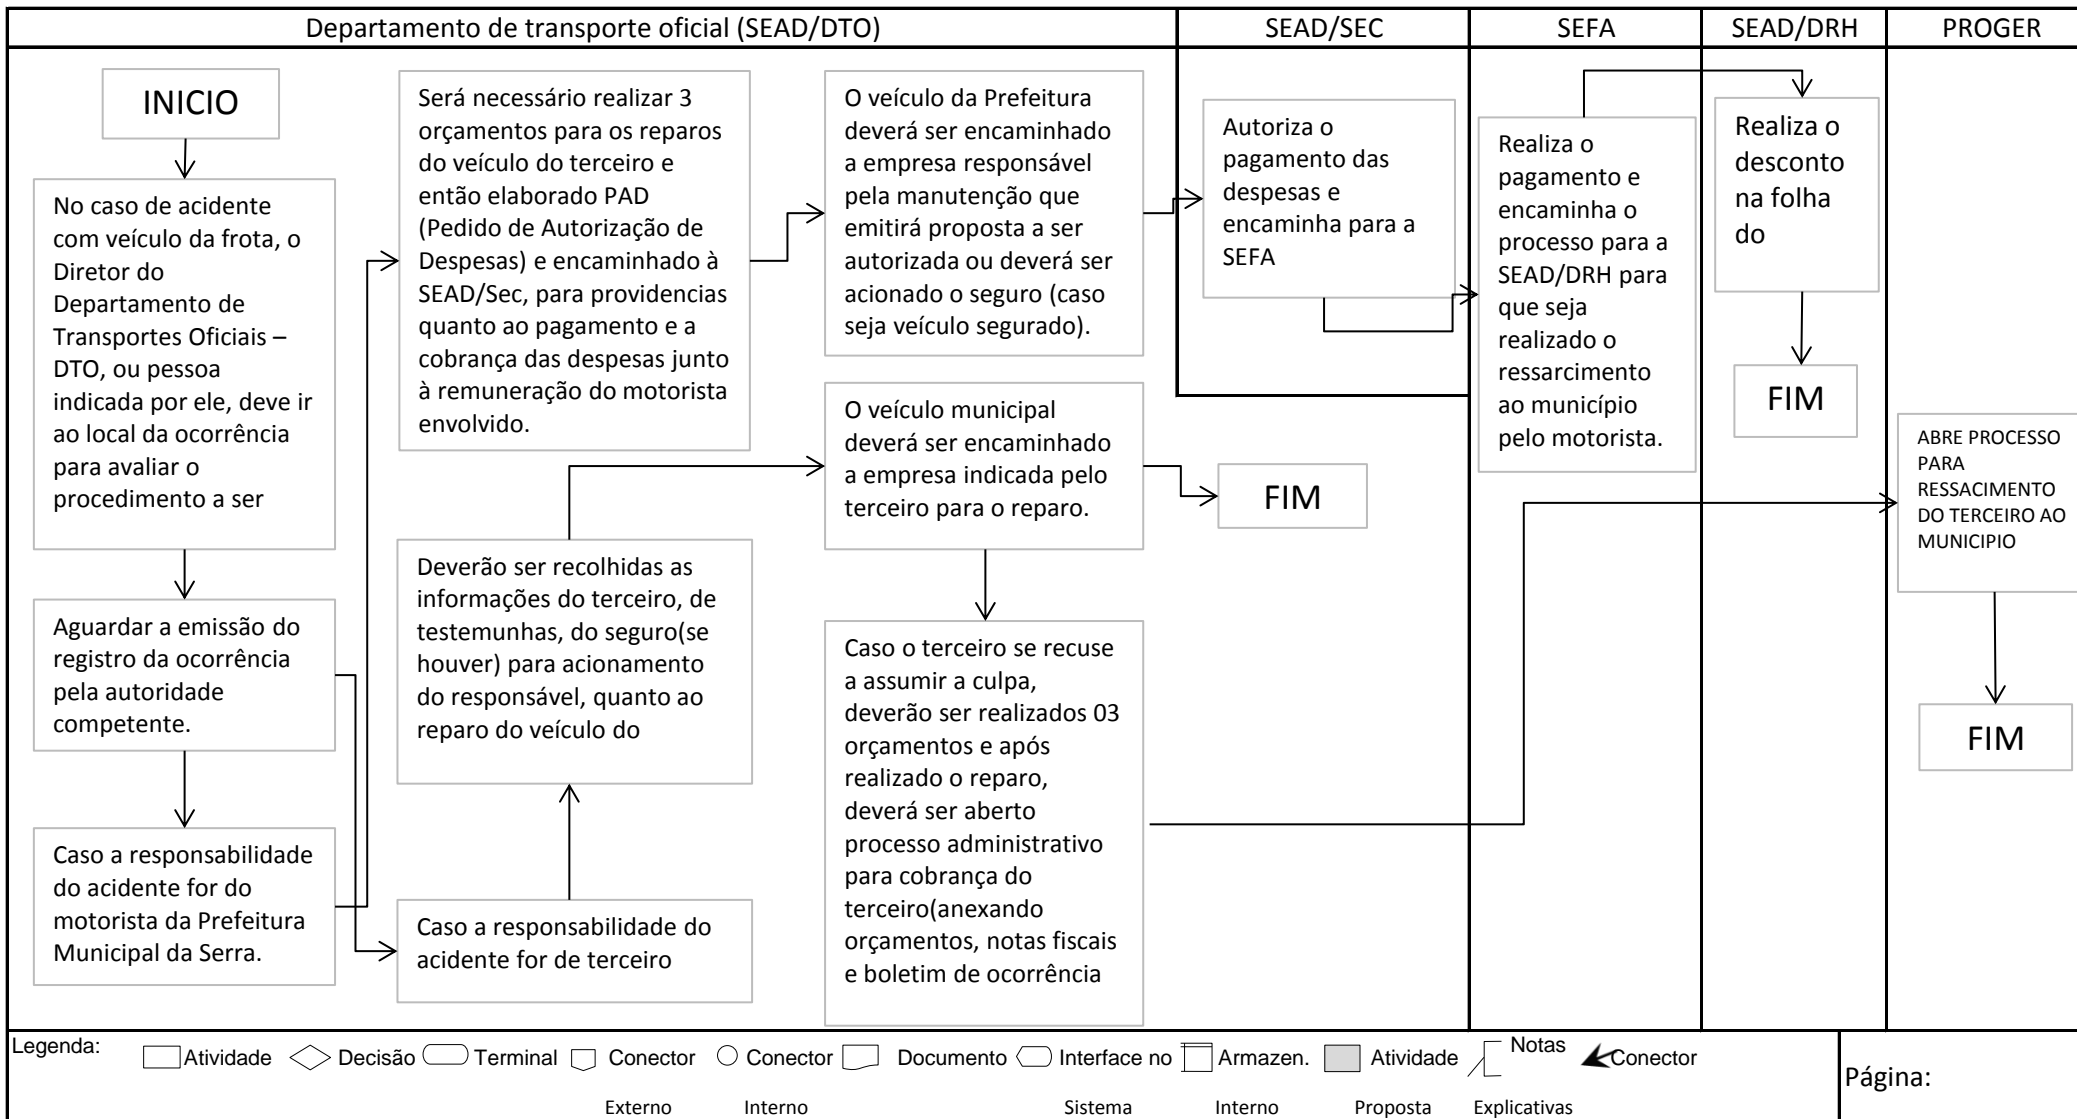 Departamento de transporte oficial (SEAD/DTO)
SEAD/SEC
SEFA
SEAD/DRH
PROGER
INICIO
No caso de acidente
com veículo da frota, o
Diretor do
Departamento de
Transportes Oficiais –
DTO, ou pessoa
indicada por ele, deve ir
ao local da ocorrência
para avaliar o
procedimento a ser
Aguardar a emissão do
registro da ocorrência
pela autoridade
competente.
Caso a responsabilidade
do acidente for do
motorista da Prefeitura
Municipal da Serra.
Será necessário realizar 3
orçamentos para os reparos
do veículo do terceiro e
então elaborado PAD
(Pedido de Autorização de
Despesas) e encaminhado à
SEAD/Sec, para providencias
quanto ao pagamento e a
cobrança das despesas junto
à remuneração do motorista
envolvido.
Deverão ser recolhidas as
informações do terceiro, de
testemunhas, do seguro(se
houver) para acionamento
do responsável, quanto ao
reparo do veículo do
Caso a responsabilidade do
acidente for de terceiro
O veículo da Prefeitura
deverá ser encaminhado
a empresa responsável
pela manutenção que
emitirá proposta a ser
autorizada ou deverá ser
acionado o seguro (caso
seja veículo segurado).
O veículo municipal
deverá ser encaminhado
a empresa indicada pelo
terceiro para o reparo.
Caso o terceiro se recuse
a assumir a culpa,
deverão ser realizados 03
orçamentos e após
realizado o reparo,
deverá ser aberto
processo administrativo
para cobrança do
terceiro(anexando
orçamentos, notas fiscais
e boletim de ocorrência
Autoriza o
pagamento das
despesas e
encaminha para a
SEFA
FIM
Realiza o
pagamento e
encaminha o
processo para a
SEAD/DRH para
que seja
realizado o
ressarcimento
ao município
pelo motorista.
Realiza o
desconto
na folha
do
FIM
ABRE PROCESSO
PARA
RESSACIMENTO
DO TERCEIRO AO
MUNICIPIO
FIM
Legenda:
Atividade
Decisão
Terminal
Conector
Externo
Conector
Interno
Documento
Interface no
Sistema
Armazen.
Interno
Atividade
Proposta
Notas
Explicativas
Conector
Página: